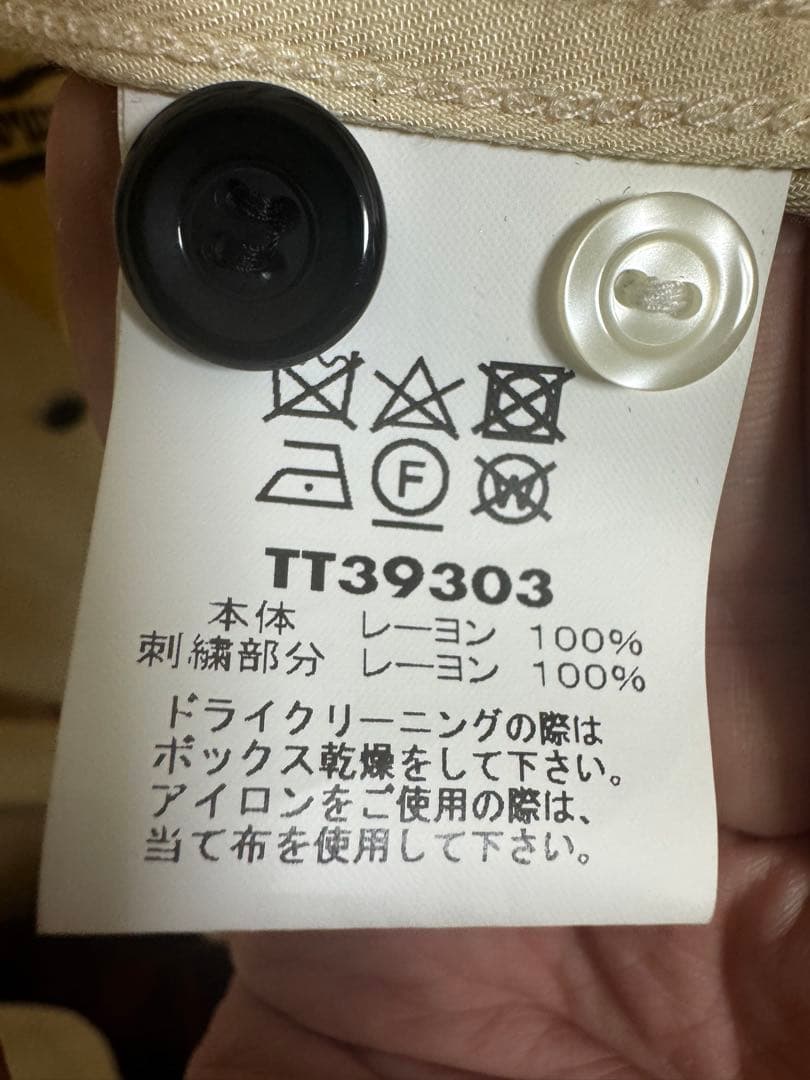 F
W
TT39303
本体 レーヨン 100%
刺繍部分 レーヨン 100%
ドライクリーニングの際は
ボックス乾燥をして下さい。
アイロンをご使用の際は、
当て布を使用して下さい。